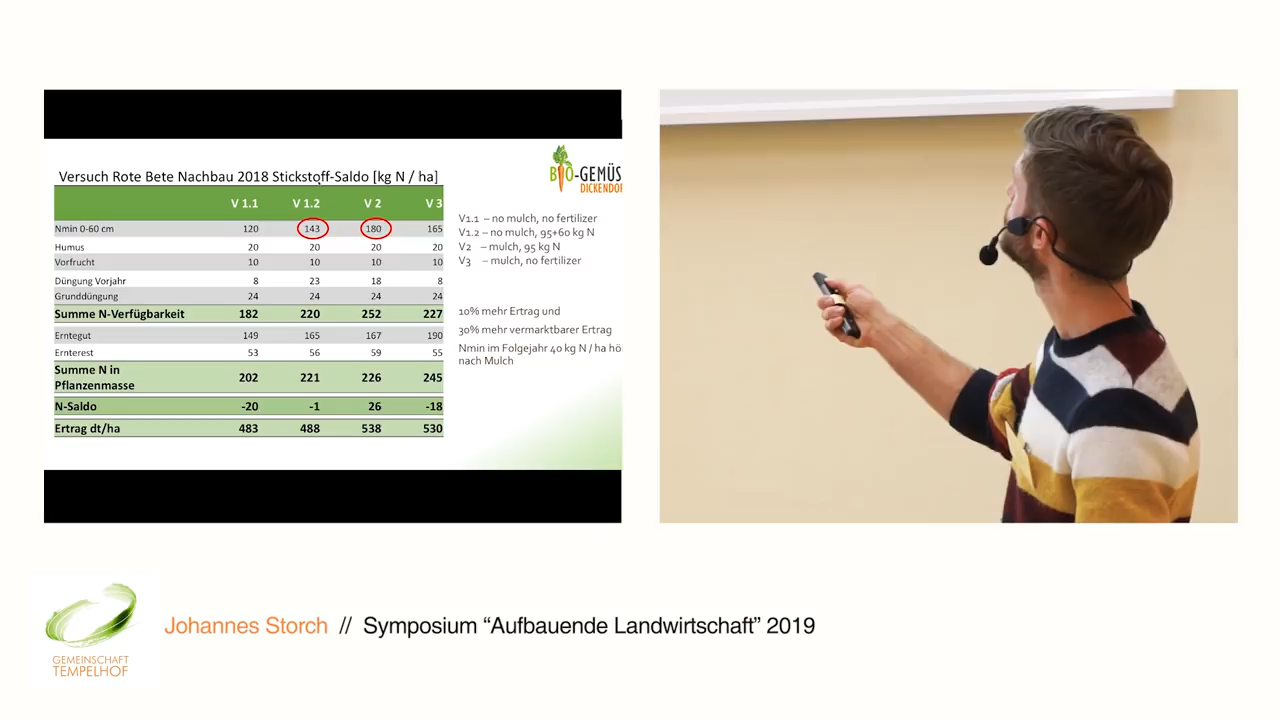 Versuch Rote Bete Nachbau 2018 Stickstoff-Saldo [kg N / ha]
BIO-GEMÜS
DICKENDOR
V 1.1 V 1.2 V 2 V 3
Nmin 0-60 cm 120 143 180 165
Humus 20 20 20 20
Vorfrucht 10 10 10 10
Düngung Vorjahr 8 23 18 8
Grunddüngung 24 24 24 24
Summe N-Verfügbarkeit 182 220 252 227
Erntegut 149 165 167 190
Ernterest 53 56 59 55
Summe N in
Pflanzenmasse 202 221 226 245
N-Saldo -20 -1 26 -18
Ertrag dt/ha 483 488 538 530
V1.1 – no mulch, no fertilizer
V1.2 – no mulch, 95+60 kg N
V2 – mulch, 95 kg N
V3 – mulch, no fertilizer
10% mehr Ertrag und
30% mehr vermarktbarer Ertrag
Nmin im Folgejahr 40 kg N / ha hö
nach Mulch
GEMEINSCHAFT
TEMPELHOF
Johannes Storch // Symposium “Aufbauende Landwirtschaft” 2019